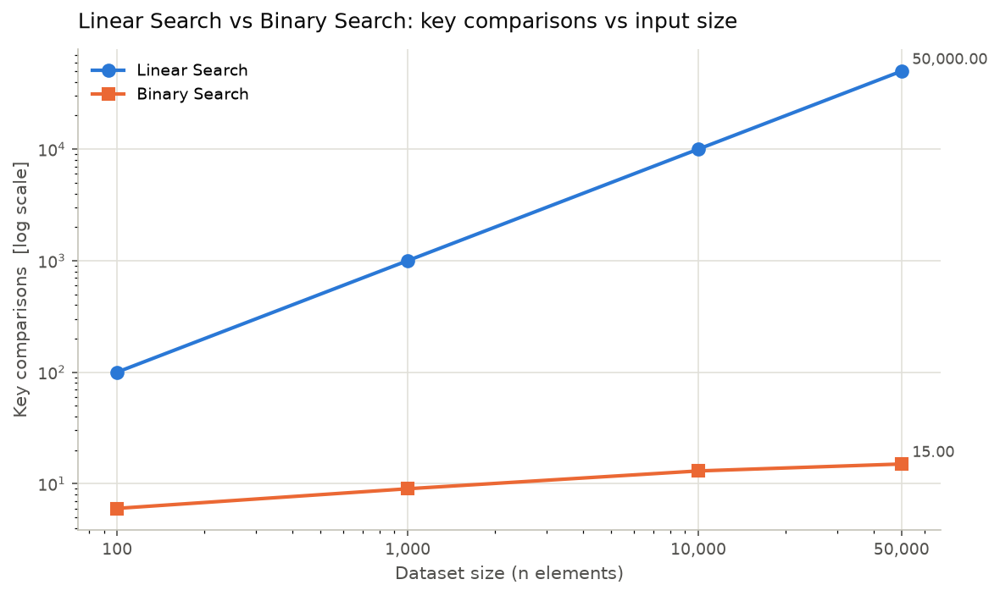 Linear Search vs Binary Search: key comparisons vs input size
Linear Search
Binary Search
50,000.00
15.00
Key comparisons [log scale]
10⁴
10³
10²
10¹
100
1,000
10,000
50,000
Dataset size (n elements)